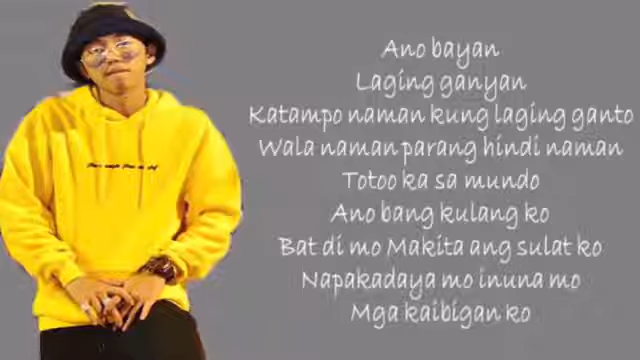 Ano bayan
Laging ganyan
Katampo naman kung laging ganto
Wala naman parang hindi naman
Totoo ka sa mundo
Ano bang kulang ko
Bat di mo Makita ang sulat ko
Napakadaya mo inuna mo
Mga kaibigan ko